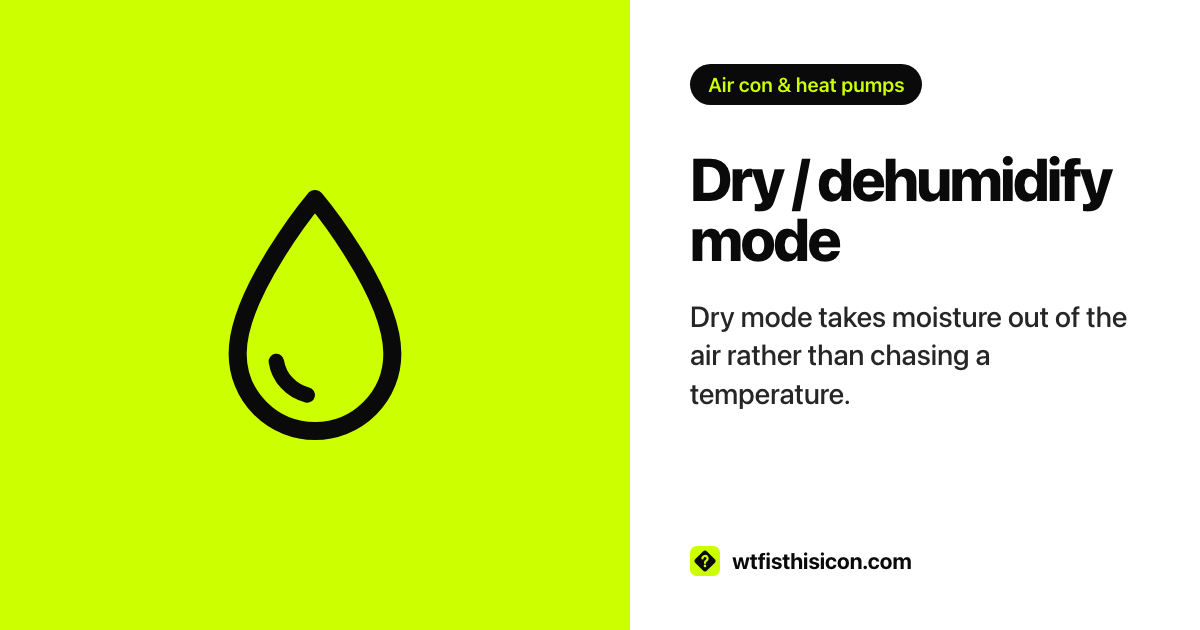 Air con & heat pumps
Dry / dehumidify
mode
Dry mode takes moisture out of the
air rather than chasing a
temperature.
?
wtfisthisicon.com